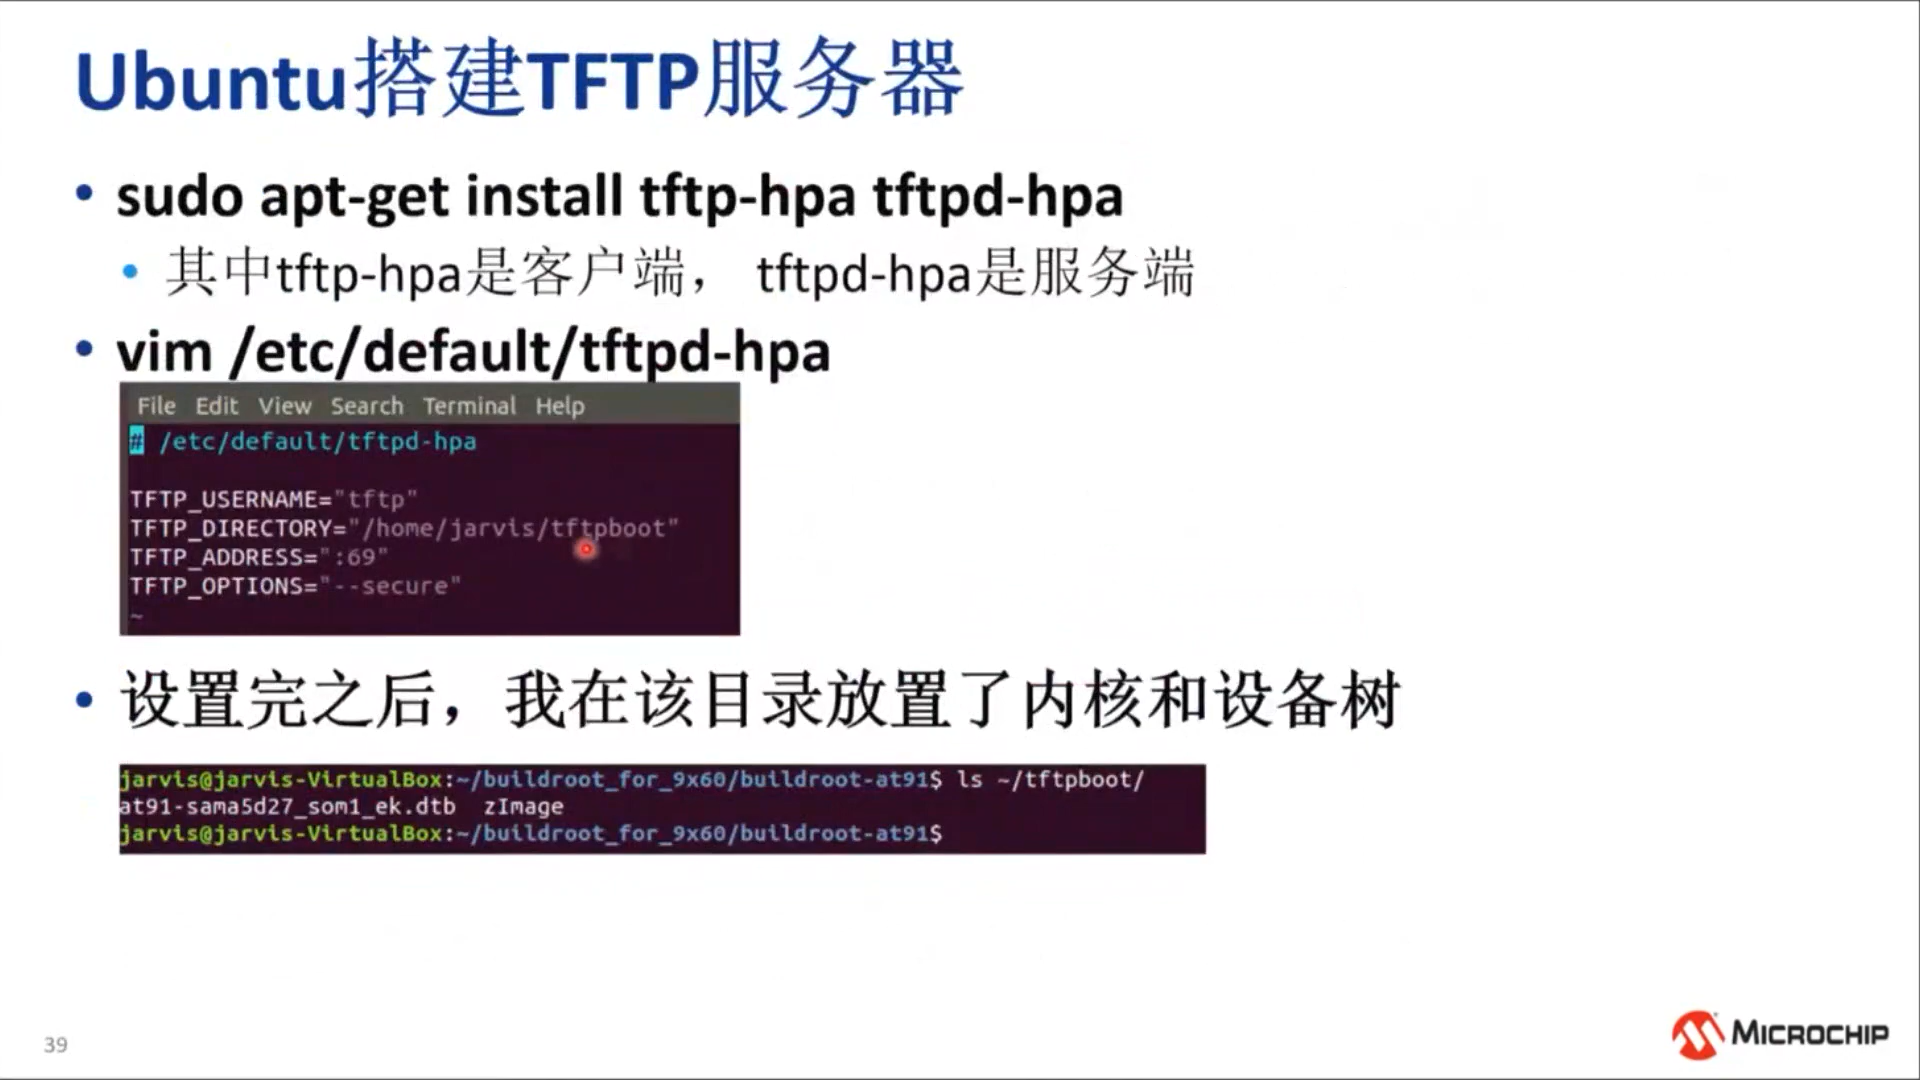 Ubuntu搭建TFTP服务器
• sudo apt-get install tftp-hpa tftpd-hpa
• 其中tftp-hpa是客户端， tftpd-hpa是服务端
• vim /etc/default/tftpd-hpa
File Edit View Search Terminal Help
# /etc/default/tftpd-hpa
TFTP_USERNAME="tftp"
TFTP_DIRECTORY="/home/jarvis/tftpboot"
TFTP_ADDRESS=":69"
TFTP_OPTIONS="--secure"
~
• 设置完之后，我在该目录放置了内核和设备树
jarvis@jarvis-VirtualBox:~/buildroot_for_9x60/buildroot-at91$ ls ~/tftpboot/
at91-sama5d27_som1_ek.dtb zImage
jarvis@jarvis-VirtualBox:~/buildroot_for_9x60/buildroot-at91$
39
MICROCHIP